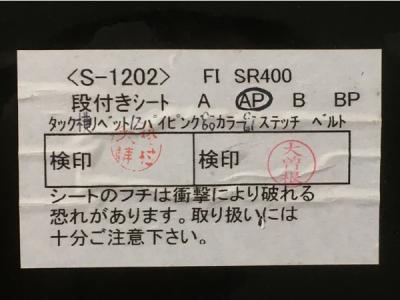 <S-1202> FI SR400
段付きシート A AP B BP
タック リベット パイピング カラー ステッチ ベルト
検印 検印 大曽根
シートのフチは衝撃により破れる
恐れがあります。取り扱いには
十分ご注意下さい。